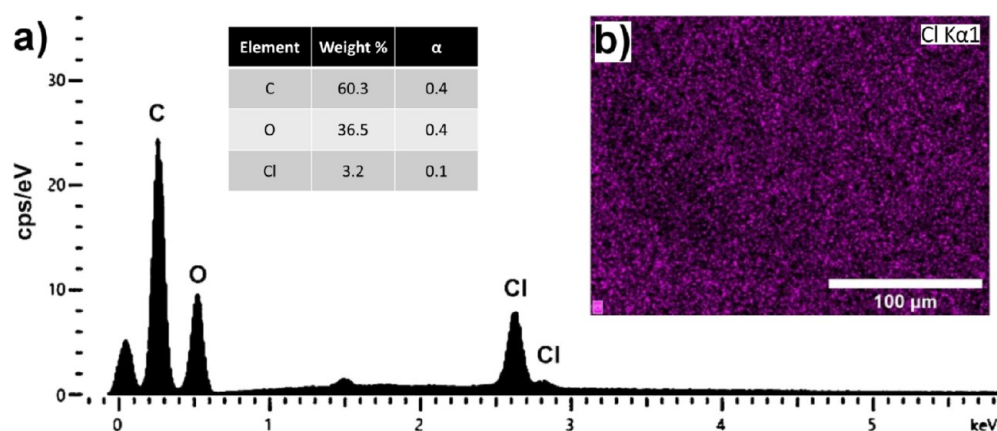 a)
Element Weight % α
C 60.3 0.4
O 36.5 0.4
Cl 3.2 0.1
b)
Cl Kα1
100 µm
cps/eV
30
20
10
0
C
O
Cl
Cl
0 1 2 3 4 5 keV